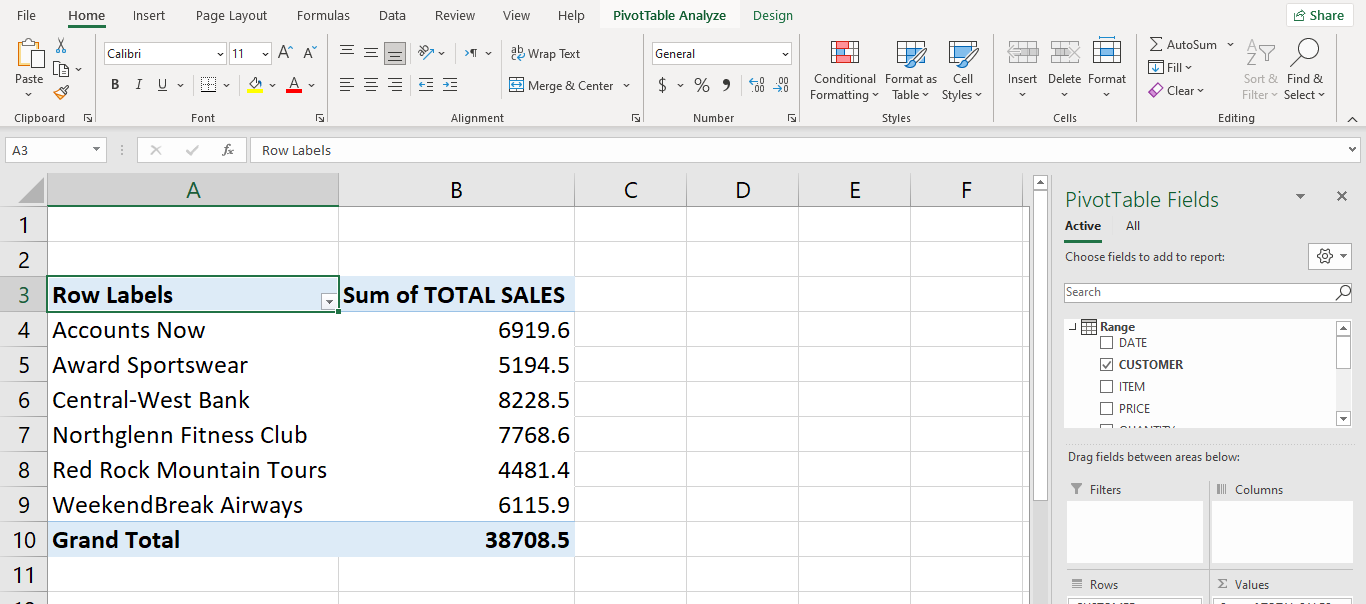 File Home Insert Page Layout Formulas Data Review View Help PivotTable Analyze Design Share
Calibri 11 A^ A˅ ab Wrap Text General AutoSum
Paste B I U A Merge & Center $ % 9 Conditional Formatting Format as Table Cell Styles Insert Delete Format Fill Clear Sort & Filter Find & Select
Clipboard Font Alignment Number Styles Cells Editing
A3 fx Row Labels
A B C D E F
1
2
3 Row Labels Sum of TOTAL SALES
4 Accounts Now 6919.6
5 Award Sportswear 5194.5
6 Central-West Bank 8228.5
7 Northglenn Fitness Club 7768.6
8 Red Rock Mountain Tours 4481.4
9 WeekendBreak Airways 6115.9
10 Grand Total 38708.5
11
PivotTable Fields
Active All
Choose fields to add to report:
Search
Range
DATE
CUSTOMER
ITEM
PRICE
Drag fields between areas below:
Filters Columns
Rows Values